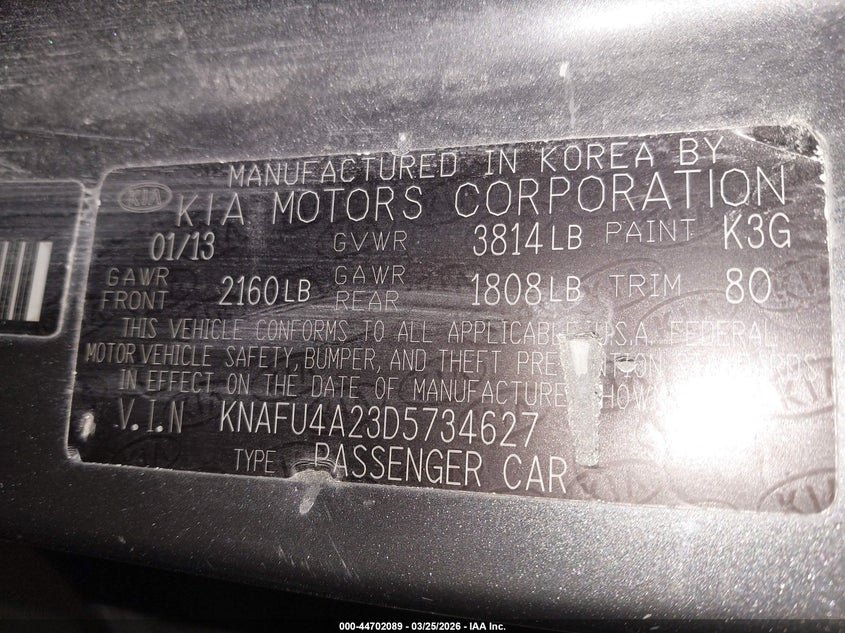 MANUFACTURED IN KOREA BY
KIA KIA MOTORS CORPORATION
01/13 GVWR 3814LB PAINT K3G
GAWR FRONT 2160LB GAWR REAR 1808LB TRIM 80
THIS VEHICLE CONFORMS TO ALL APPLICABLE U.S.A. FEDERAL
MOTOR VEHICLE SAFETY, BUMPER, AND THEFT
IN EFFECT ON THE DATE OF MANUFACTURE
V.I.N KNAFU4A23D5734627
TYPE PASSENGER CAR
000-44702089 - 03/25/2026 - IAA Inc.